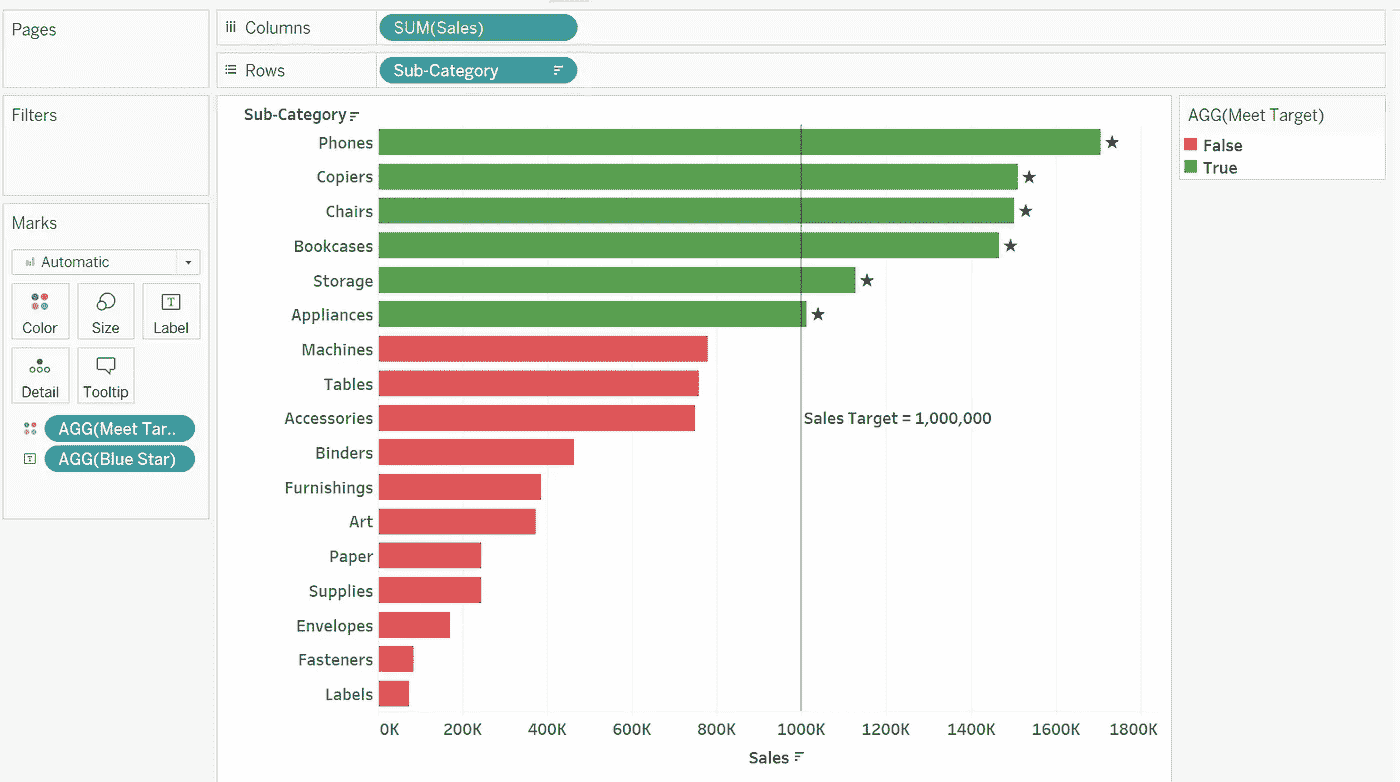 Pages
Columns
SUM(Sales)
Rows
Sub-Category
Filters
Marks
Automatic
Color
Size
Label
Detail
Tooltip
AGG(Meet Tar..
AGG(Blue Star)
Sub-Category
Phones
Copiers
Chairs
Bookcases
Storage
Appliances
Machines
Tables
Accessories
Sales Target = 1,000,000
Binders
Furnishings
Art
Paper
Supplies
Envelopes
Fasteners
Labels
0K 200K 400K 600K 800K 1000K 1200K 1400K 1600K 1800K
Sales
AGG(Meet Target)
False
True